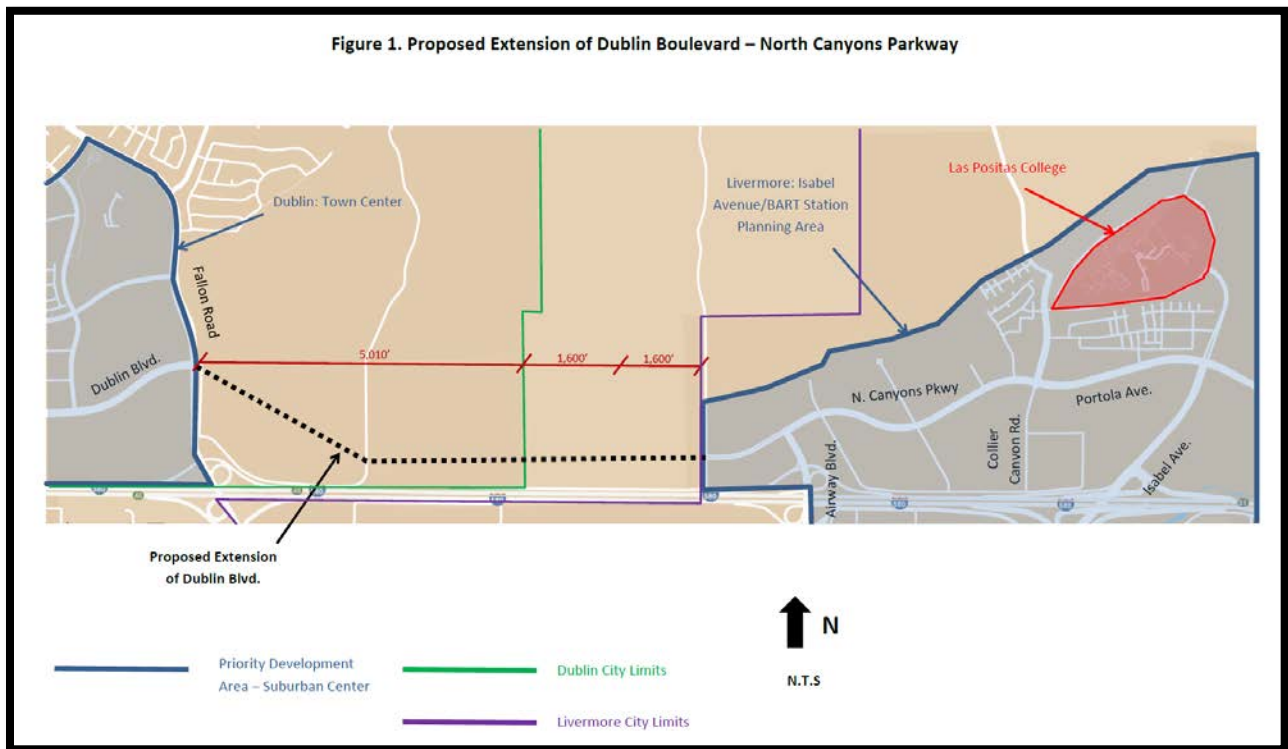 Figure 1. Proposed Extension of Dublin Boulevard – North Canyons Parkway
Las Positas College
Livermore: Isabel
Avenue/BART Station
Planning Area
Dublin: Town Center
Fallon Road
Dublin Blvd.
5,010'
1,600'
1,600'
N. Canyons Pkwy
Portola Ave.
Collier
Canyon Rd.
Airway Blvd.
Isabel Ave.
Proposed Extension
of Dublin Blvd.
N
N.T.S
Priority Development
Area – Suburban Center
Dublin City Limits
Livermore City Limits